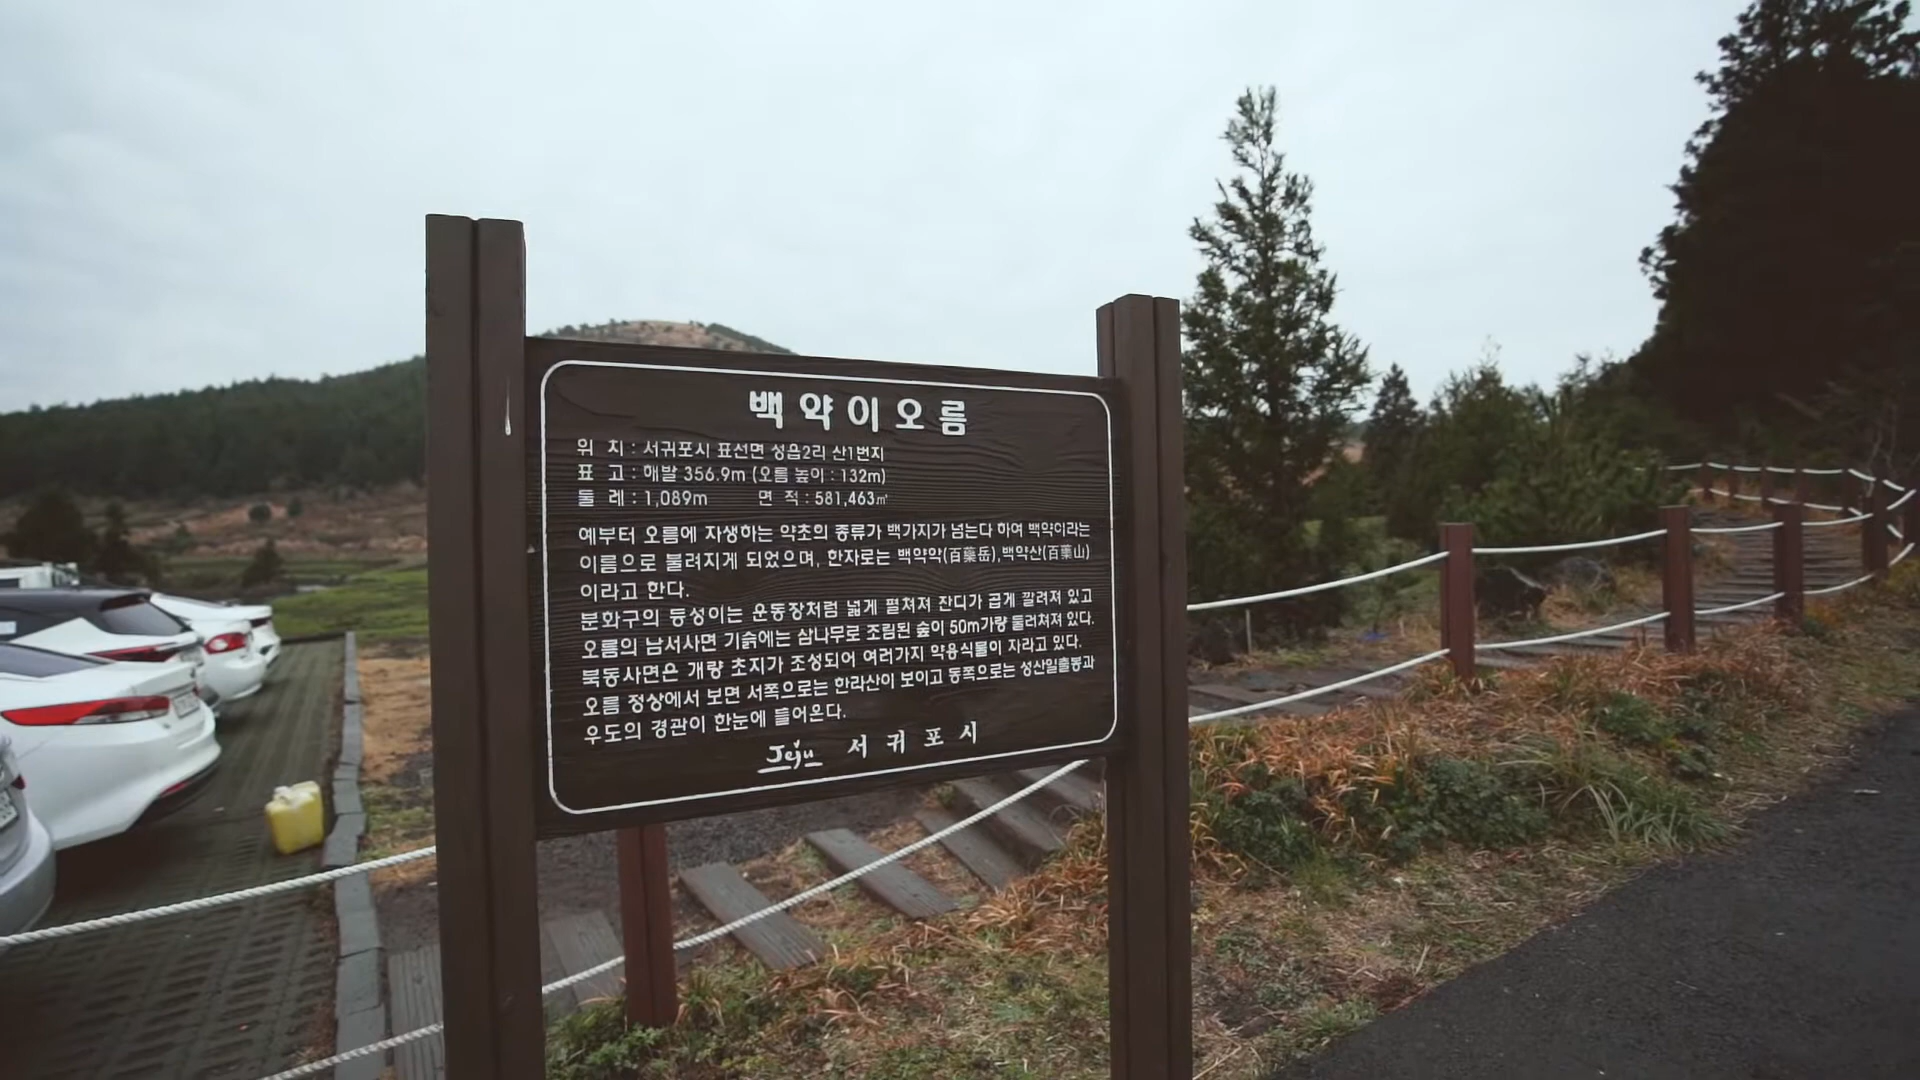 백약이오름
위 치 : 서귀포시 표선면 성읍2리 산1번지
표 고 : 해발 356.9m (오름 높이 : 132m)
둘 레 : 1,089m 면 적 : 581,463㎡
예부터 오름에 자생하는 약초의 종류가 백가지가 넘는다 하여 백약이라는
이름으로 불려지게 되었으며, 한자로는 백약악(百藥岳),백약산(百藥山)
이라고 한다.
분화구의 등성이는 운동장처럼 넓게 펼쳐져 잔디가 곱게 깔려져 있고
오름의 남서사면 기슭에는 삼나무로 조림된 숲이 50m가량 둘러쳐져 있다.
북동사면은 개량 초지가 조성되어 여러가지 약용식물이 자라고 있다.
오름 정상에서 보면 서쪽으로는 한라산이 보이고 동쪽으로는 성산일출봉과
우도의 경관이 한눈에 들어온다.
Jeju 서귀포시